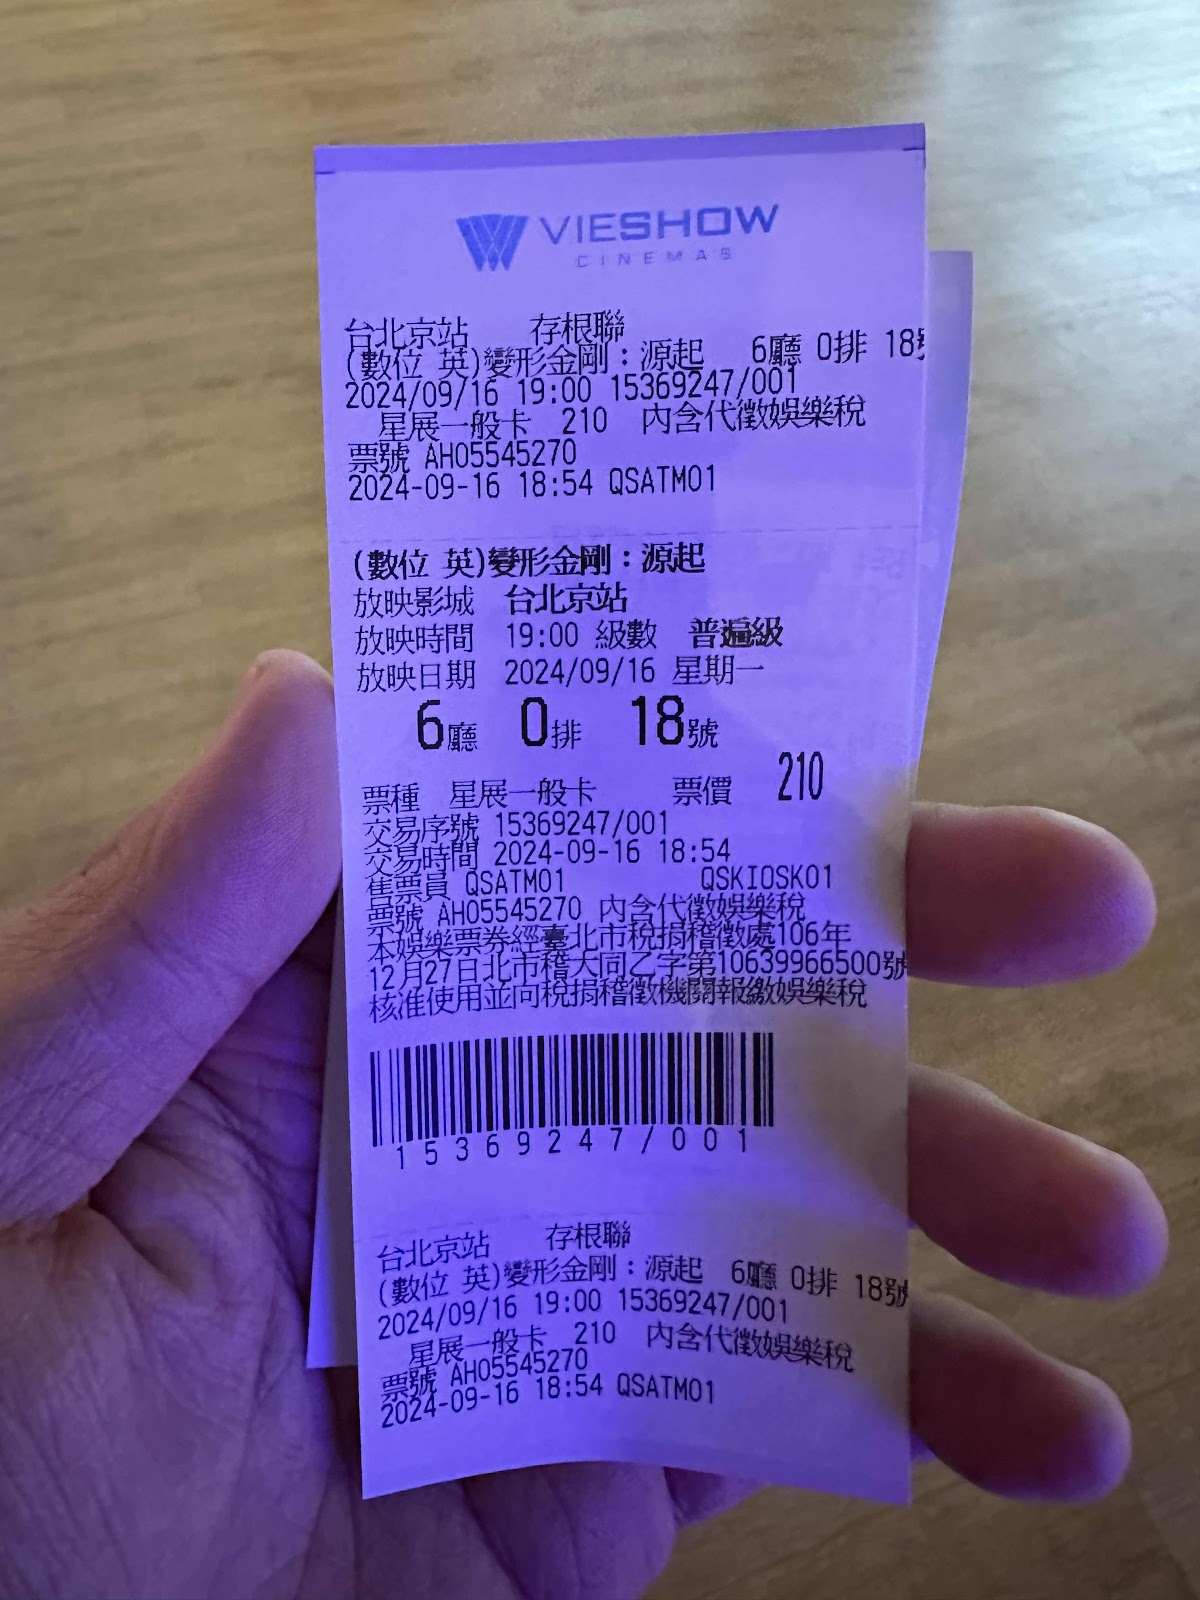 VIESHOW
CINEMAS
台北京站 存根聯
(數位 英)變形金剛：源起 6廳 0排 18號
2024/09/16 19:00 15369247/001
星展一般卡 210 內含代徵娛樂稅
票號 AH05545270
2024-09-16 18:54 QSATM01
(數位 英)變形金剛：源起
放映影城 台北京站
放映時間 19:00 級數 普遍級
放映日期 2024/09/16 星期一
6廳 0排 18號
票種 星展一般卡 票價 210
交易序號 15369247/001
交易時間 2024-09-16 18:54
售票員 QSATM01 QSKIOSK01
票號 AH05545270 內含代徵娛樂稅
本娛樂票券經臺北市稅捐稽徵處106年
12月27日北市稽大同乙字第10639966500號
核准使用並向稅捐稽徵機關報繳娛樂稅
15369247/001
台北京站 存根聯
(數位 英)變形金剛：源起 6廳 0排 18號
2024/09/16 19:00 15369247/001
星展一般卡 210 內含代徵娛樂稅
票號 AH05545270
2024-09-16 18:54 QSATM01